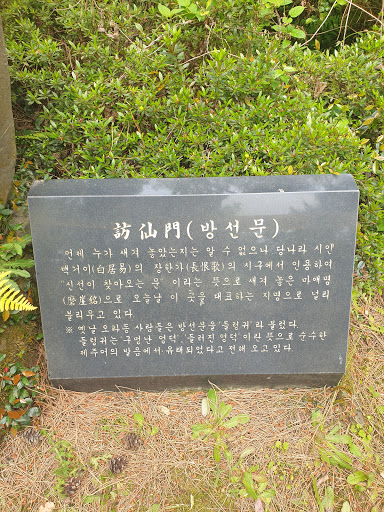 訪仙門(방선문)
언제 누가 새겨 놓았는지는 알 수 없으나 당나라 시인
백거이(白居易)의 장한가(長恨歌)의 시구에서 인용하여
'신선이 찾아오는 문' 이라는 뜻으로 새겨 놓은 마애명
(磨崖銘)으로 오늘날 이 곳을 대표하는 지명으로 널리
불리우고 있다.
※ 옛날 오라동 사람들은 방선문을 '들렁귀'라 불렀다.
들렁귀는 '구멍난 엉덕', '들러진 엉덕'이란 뜻으로 순수한
제주어의 발음에서 유래되었다고 전해 오고 있다.